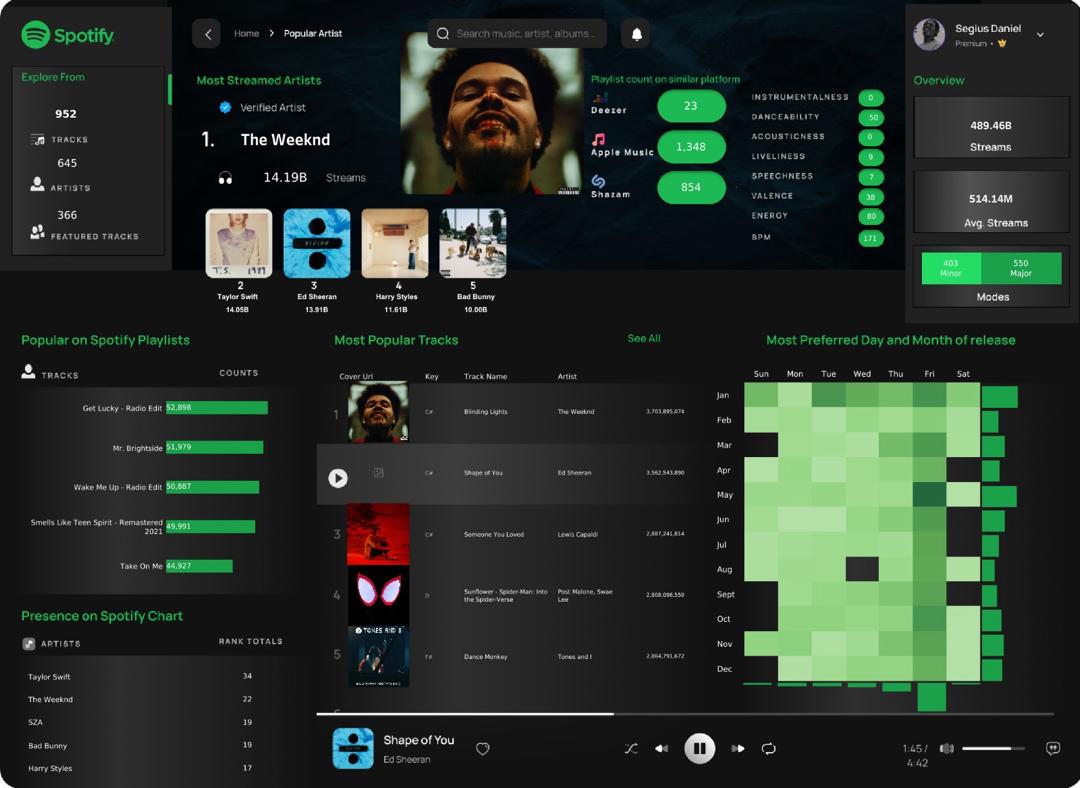 Spotify
Home > Popular Artist
Search music, artist, albums...
Segius Daniel
Premium •
Explore From
952
TRACKS
645
ARTISTS
366
FEATURED TRACKS
Most Streamed Artists
Verified Artist
1. The Weeknd
14.19B Streams
T.S. 1989
2
Taylor Swift
14.05B
3
Ed Sheeran
13.91B
4
Harry Styles
11.61B
5
Bad Bunny
10.00B
Playlist count on similar platform
Deezer 23
Apple Music 1,348
Shazam 854
INSTRUMENTALNESS 0
DANCEABILITY 50
ACOUSTICNESS 0
LIVELINESS 9
SPEECHNESS 7
VALENCE 38
ENERGY 80
BPM 171
Overview
489.46B
Streams
514.14M
Avg. Streams
403 Minor
550 Major
Modes
Popular on Spotify Playlists
TRACKS COUNTS
Get Lucky - Radio Edit 52,898
Mr. Brightside 51,979
Wake Me Up - Radio Edit 50,887
Smells Like Teen Spirit - Remastered
2021 49,991
Take On Me 44,927
Presence on Spotify Chart
ARTISTS RANK TOTALS
Taylor Swift 34
The Weeknd 22
SZA 19
Bad Bunny 19
Harry Styles 17
Most Popular Tracks See All
Cover Url Key Track Name Artist
1 C# Blinding Lights The Weeknd 3,703,895,074
C# Shape of You Ed Sheeran 3,562,543,890
3 C# Someone You Loved Lewis Capaldi 2,887,241,814
4 D Sunflower - Spider-Man: Into Post Malone, Swae 2,808,096,550
the Spider-Verse Lee
5 F# Dance Monkey Tones and I 2,864,791,672
TONES AND I
Most Preferred Day and Month of release
Sun Mon Tue Wed Thu Fri Sat
Jan
Feb
Mar
Apr
May
Jun
Jul
Aug
Sept
Oct
Nov
Dec
Shape of You
Ed Sheeran
1:45 /
4:42